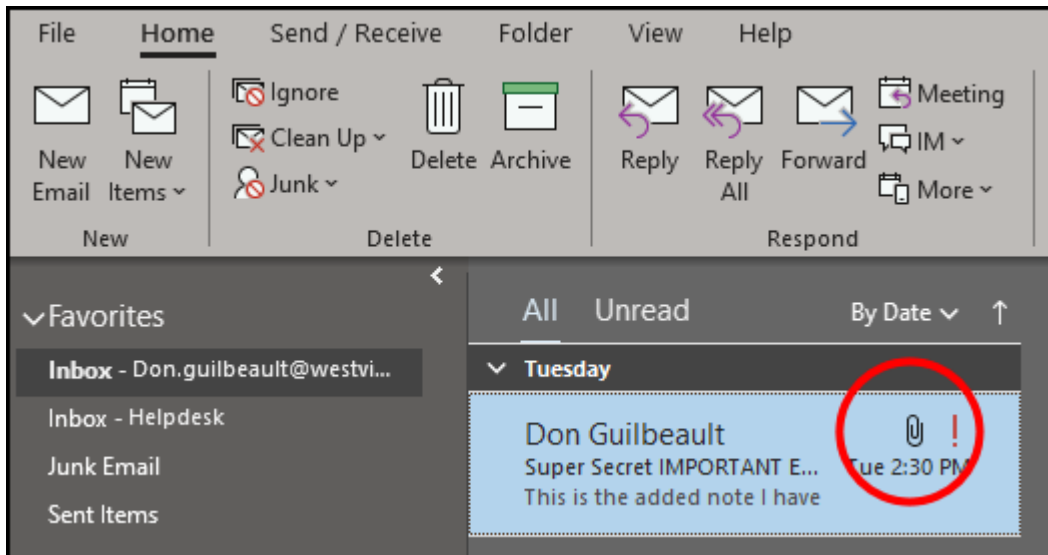 File Home Send / Receive Folder View Help
New Email
New Items
Ignore
Clean Up
Junk
Delete
Archive
Reply
Reply All
Forward
Meeting
IM
More
New Delete Respond
Favorites
Inbox - Don.guilbeault@westvi...
Inbox - Helpdesk
Junk Email
Sent Items
All Unread By Date
Tuesday
Don Guilbeault
Super Secret IMPORTANT E... Tue 2:30 PM
This is the added note I have